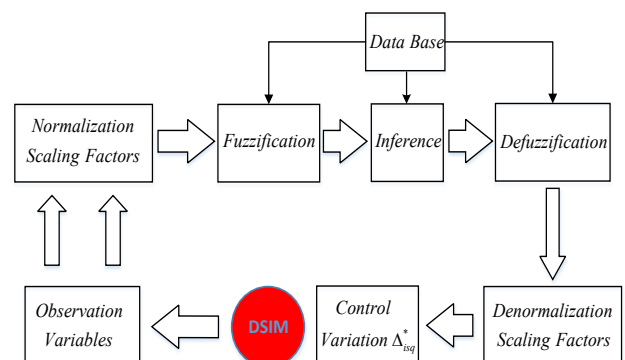 Data Base
Normalization
Scaling Factors
Fuzzification
Inference
Defuzzification
Observation
Variables
DSIM
Control
Variation Δ*isq
Denormalization
Scaling Factors